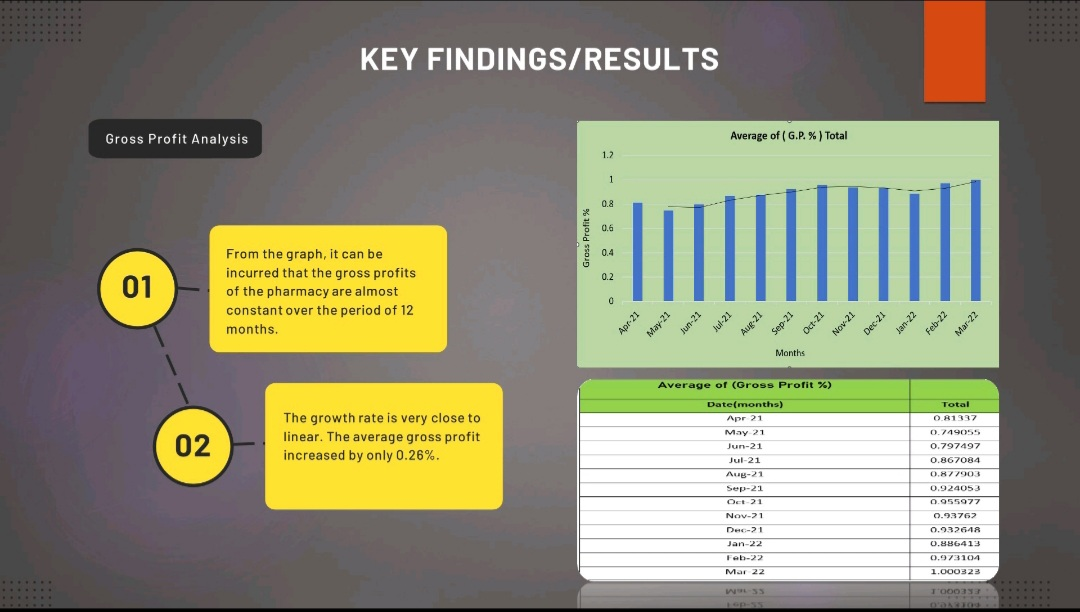 KEY FINDINGS/RESULTS
Gross Profit Analysis
01
From the graph, it can be
incurred that the gross profits
of the pharmacy are almost
constant over the period of 12
months.
02
The growth rate is very close to
linear. The average gross profit
increased by only 0.26%.
Average of ( G.P. % ) Total
Gross Profit %
1.2
1
0.8
0.6
0.4
0.2
0
Apr-21 May-21 Jun-21 Jul-21 Aug-21 Sep-21 Oct-21 Nov-21 Dec-21 Jan-22 Feb-22 Mar-22
Months
Average of (Gross Profit %)
Date(months) Total
Apr-21 0.81337
May-21 0.749055
Jun-21 0.797497
Jul-21 0.867084
Aug-21 0.877903
Sep-21 0.924053
Oct-21 0.955977
Nov-21 0.93762
Dec-21 0.932648
Jan-22 0.886413
Feb-22 0.973104
Mar-22 1.000323